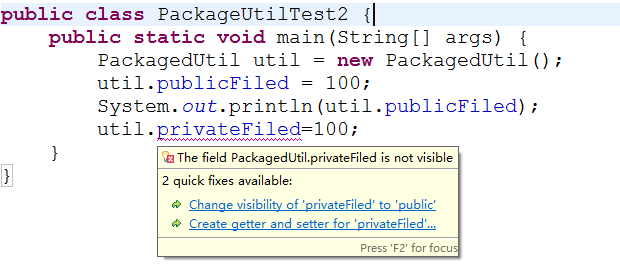 public class PackageUtilTest2 {
public static void main(String[] args) {
PackagedUtil util = new PackagedUtil();
util.publicFiled = 100;
System.out.println(util.publicFiled);
util.privateFiled=100;
}
}
The field PackagedUtil.privateFiled is not visible
2 quick fixes available:
Change visibility of 'privateFiled' to 'public'
Create getter and setter for 'privateFiled'...
Press 'F2' for focus